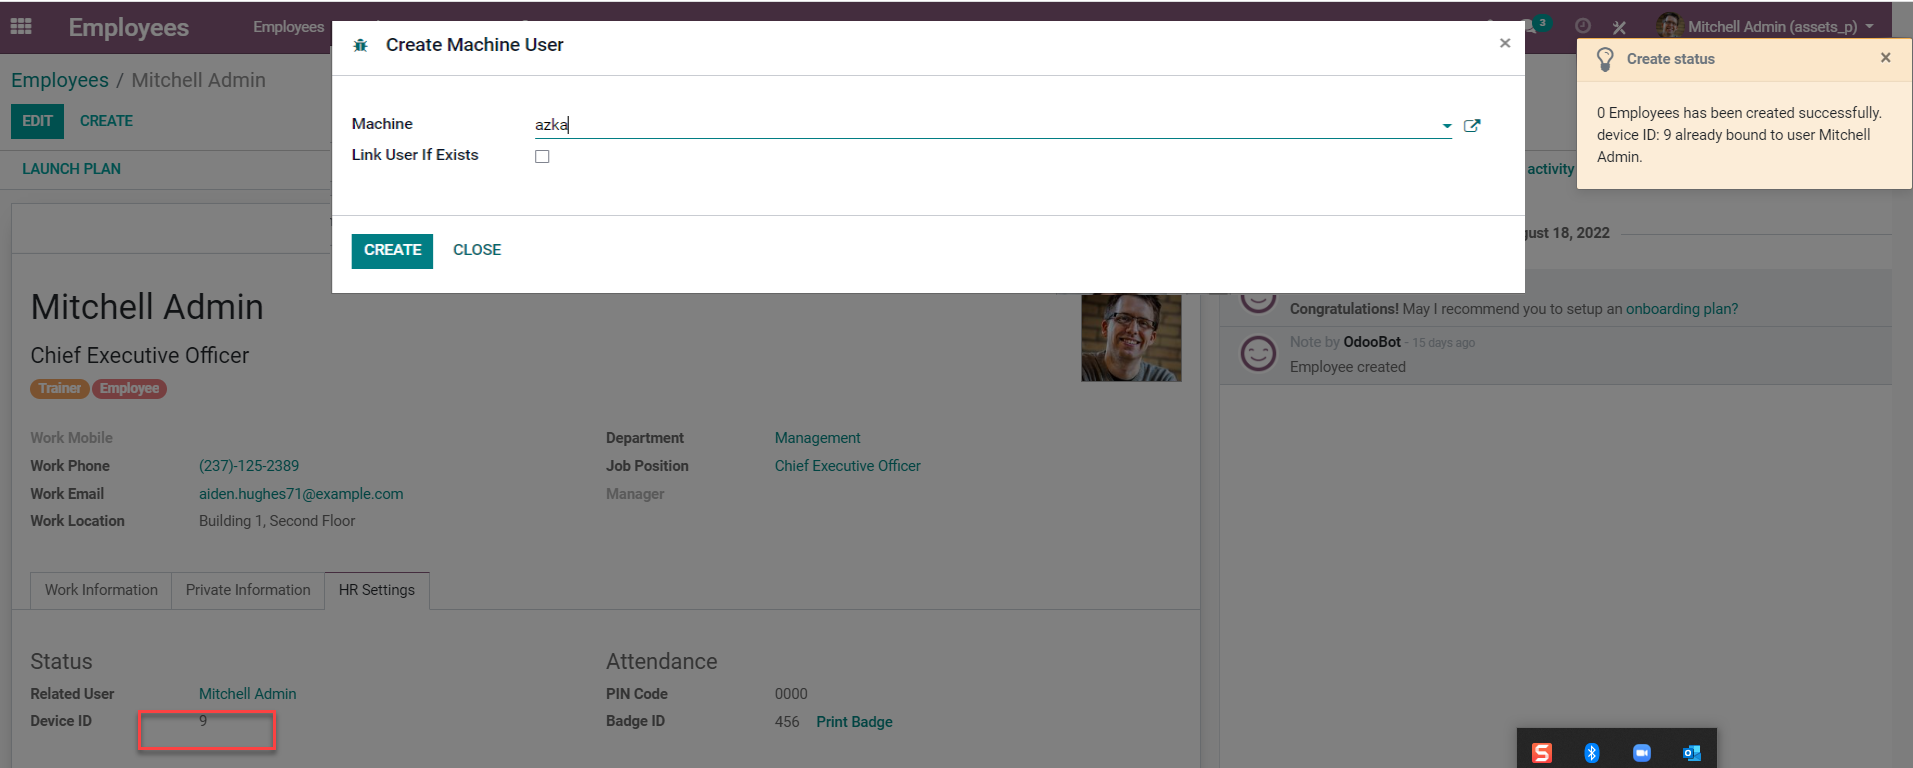 Employees
Employees
3
Mitchell Admin (assets_p)
Create Machine User
×
Create status
×
0 Employees has been created successfully.
device ID: 9 already bound to user Mitchell
Admin.
Employees / Mitchell Admin
EDIT
CREATE
Machine
azka
Link User If Exists
LAUNCH PLAN
activity
CREATE
CLOSE
gust 18, 2022
Mitchell Admin
Chief Executive Officer
Trainer
Employee
Congratulations! May I recommend you to setup an onboarding plan?
Note by OdooBot - 15 days ago
Employee created
Work Mobile
Work Phone
(237)-125-2389
Work Email
aiden.hughes71@example.com
Work Location
Building 1, Second Floor
Department
Management
Job Position
Chief Executive Officer
Manager
Work Information
Private Information
HR Settings
Status
Related User
Mitchell Admin
Device ID
9
Attendance
PIN Code
0000
Badge ID
456
Print Badge